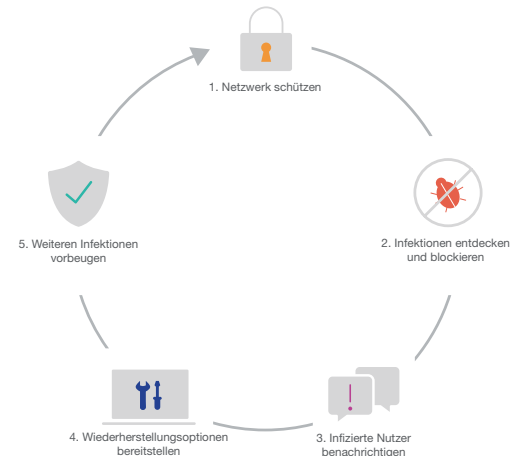 1. Netzwerk schützen
2. Infektionen entdecken
und blockieren
3. Infizierte Nutzer
benachrichtigen
4. Wiederherstellungsoptionen
bereitstellen
5. Weiteren Infektionen
vorbeugen